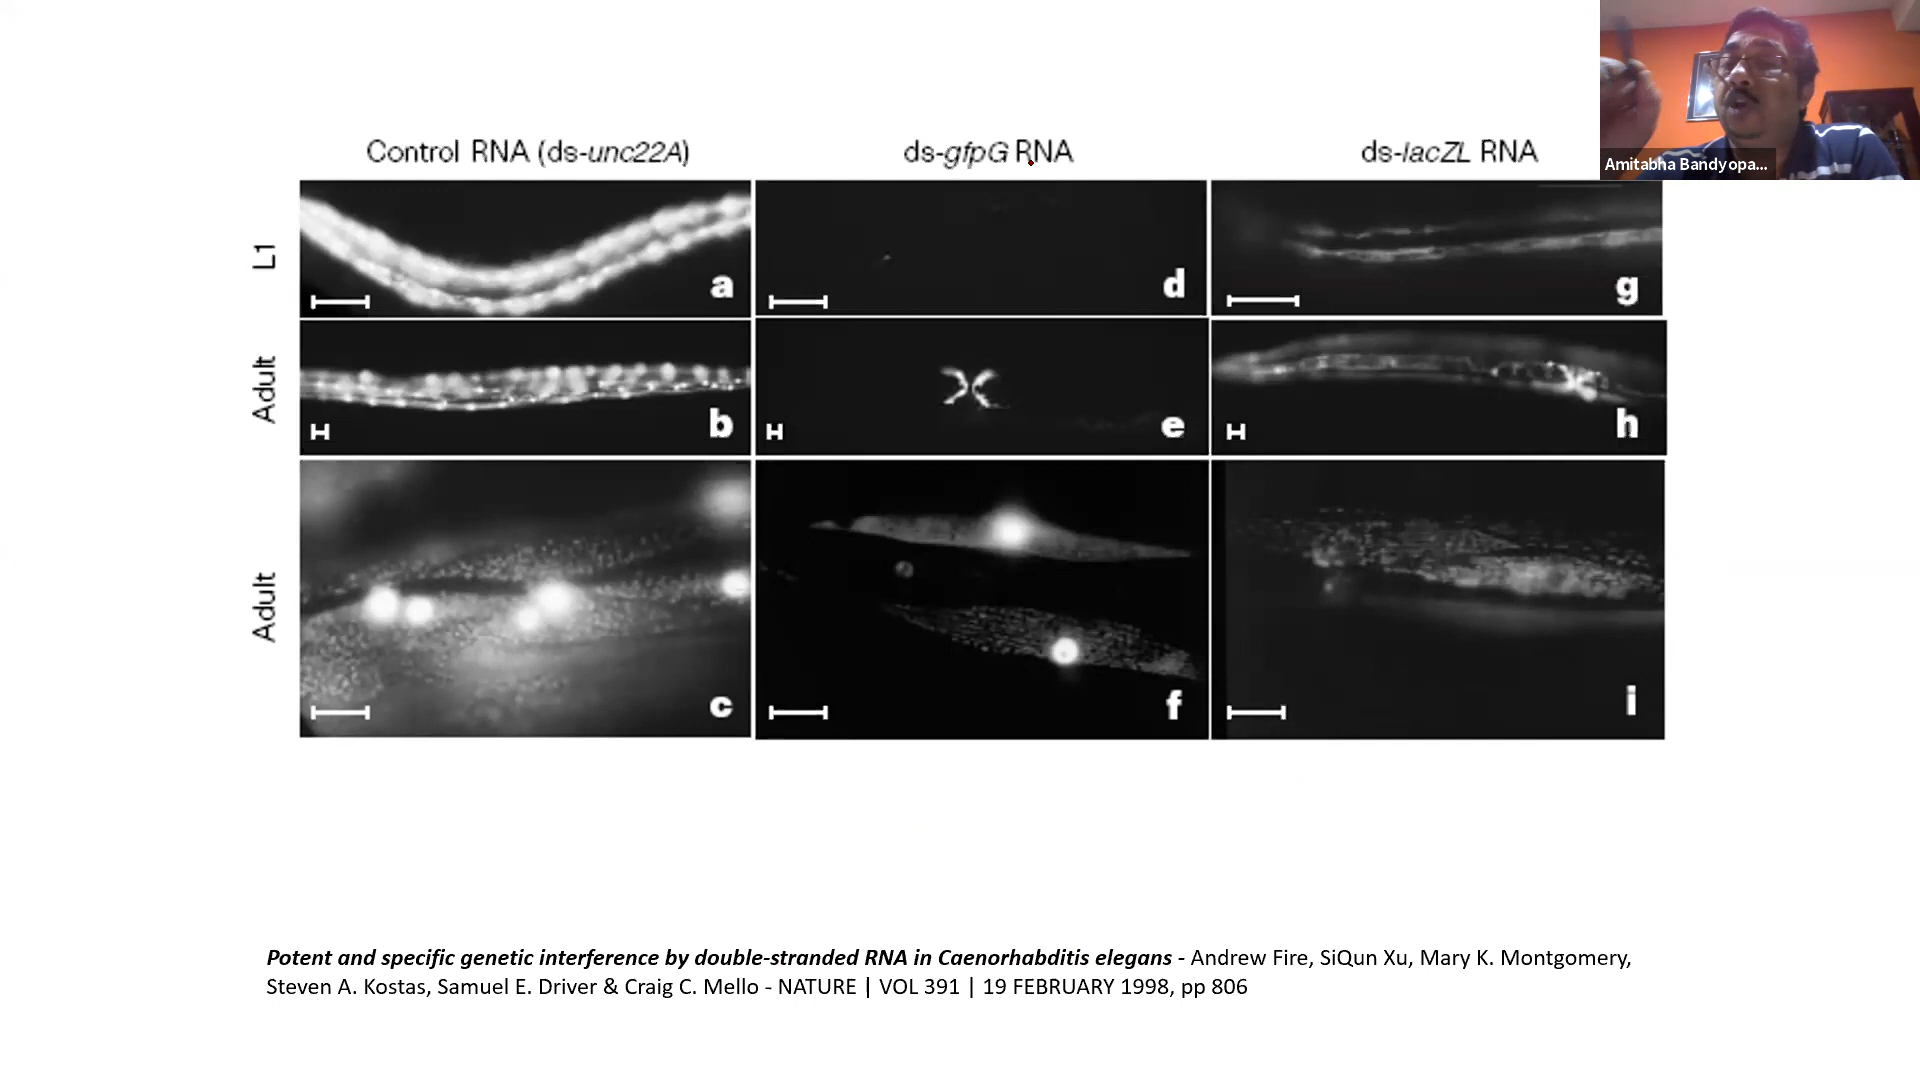 Amitabha Bandyopa...
Control RNA (ds-unc22A)
ds-gfpG RNA
ds-lacZL RNA
L1
a
d
g
Adult
b
e
h
Adult
c
f
i
Potent and specific genetic interference by double-stranded RNA in Caenorhabditis elegans - Andrew Fire, SiQun Xu, Mary K. Montgomery,
Steven A. Kostas, Samuel E. Driver & Craig C. Mello - NATURE | VOL 391 | 19 FEBRUARY 1998, pp 806